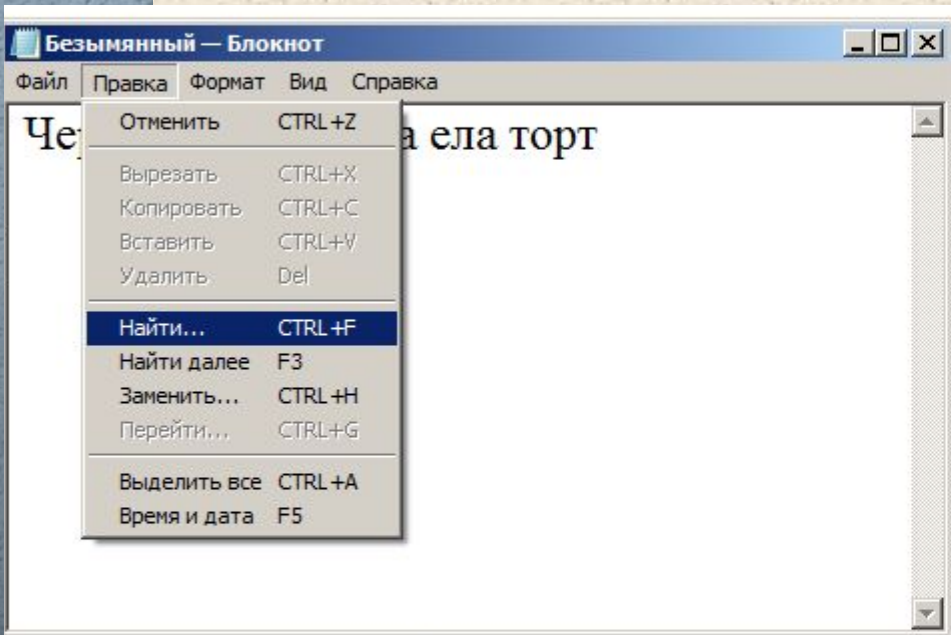 Безымянный — Блокнот
Файл Правка Формат Вид Справка
ела торт
Отменить CTRL+Z
Вырезать CTRL+X
Копировать CTRL+C
Вставить CTRL+V
Удалить Del
Найти... CTRL+F
Найти далее F3
Заменить... CTRL+H
Перейти... CTRL+G
Выделить все CTRL+A
Время и дата F5